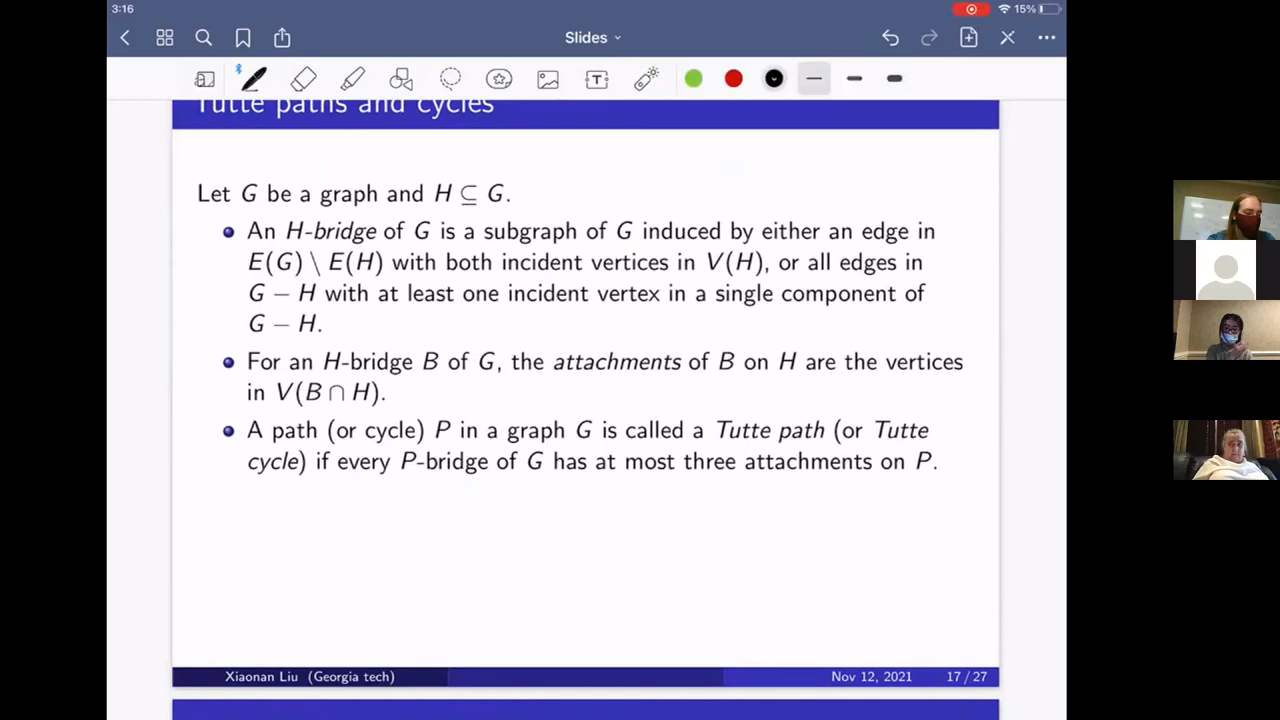 3:16
15%
Slides
Tutte paths and cycles
Let G be a graph and H ⊆ G.
An H-bridge of G is a subgraph of G induced by either an edge in
E(G) \ E(H) with both incident vertices in V(H), or all edges in
G − H with at least one incident vertex in a single component of
G − H.
For an H-bridge B of G, the attachments of B on H are the vertices
in V(B ∩ H).
A path (or cycle) P in a graph G is called a Tutte path (or Tutte
cycle) if every P-bridge of G has at most three attachments on P.
Xiaonan Liu (Georgia tech)
Nov 12, 2021
17 / 27